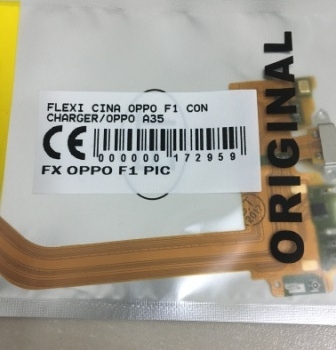 FLEXI CINA OPPO F1 CON
CHARGER/OPPO A35
CE
000000 172959
FX OPPO F1 PIC
ORIGINAL